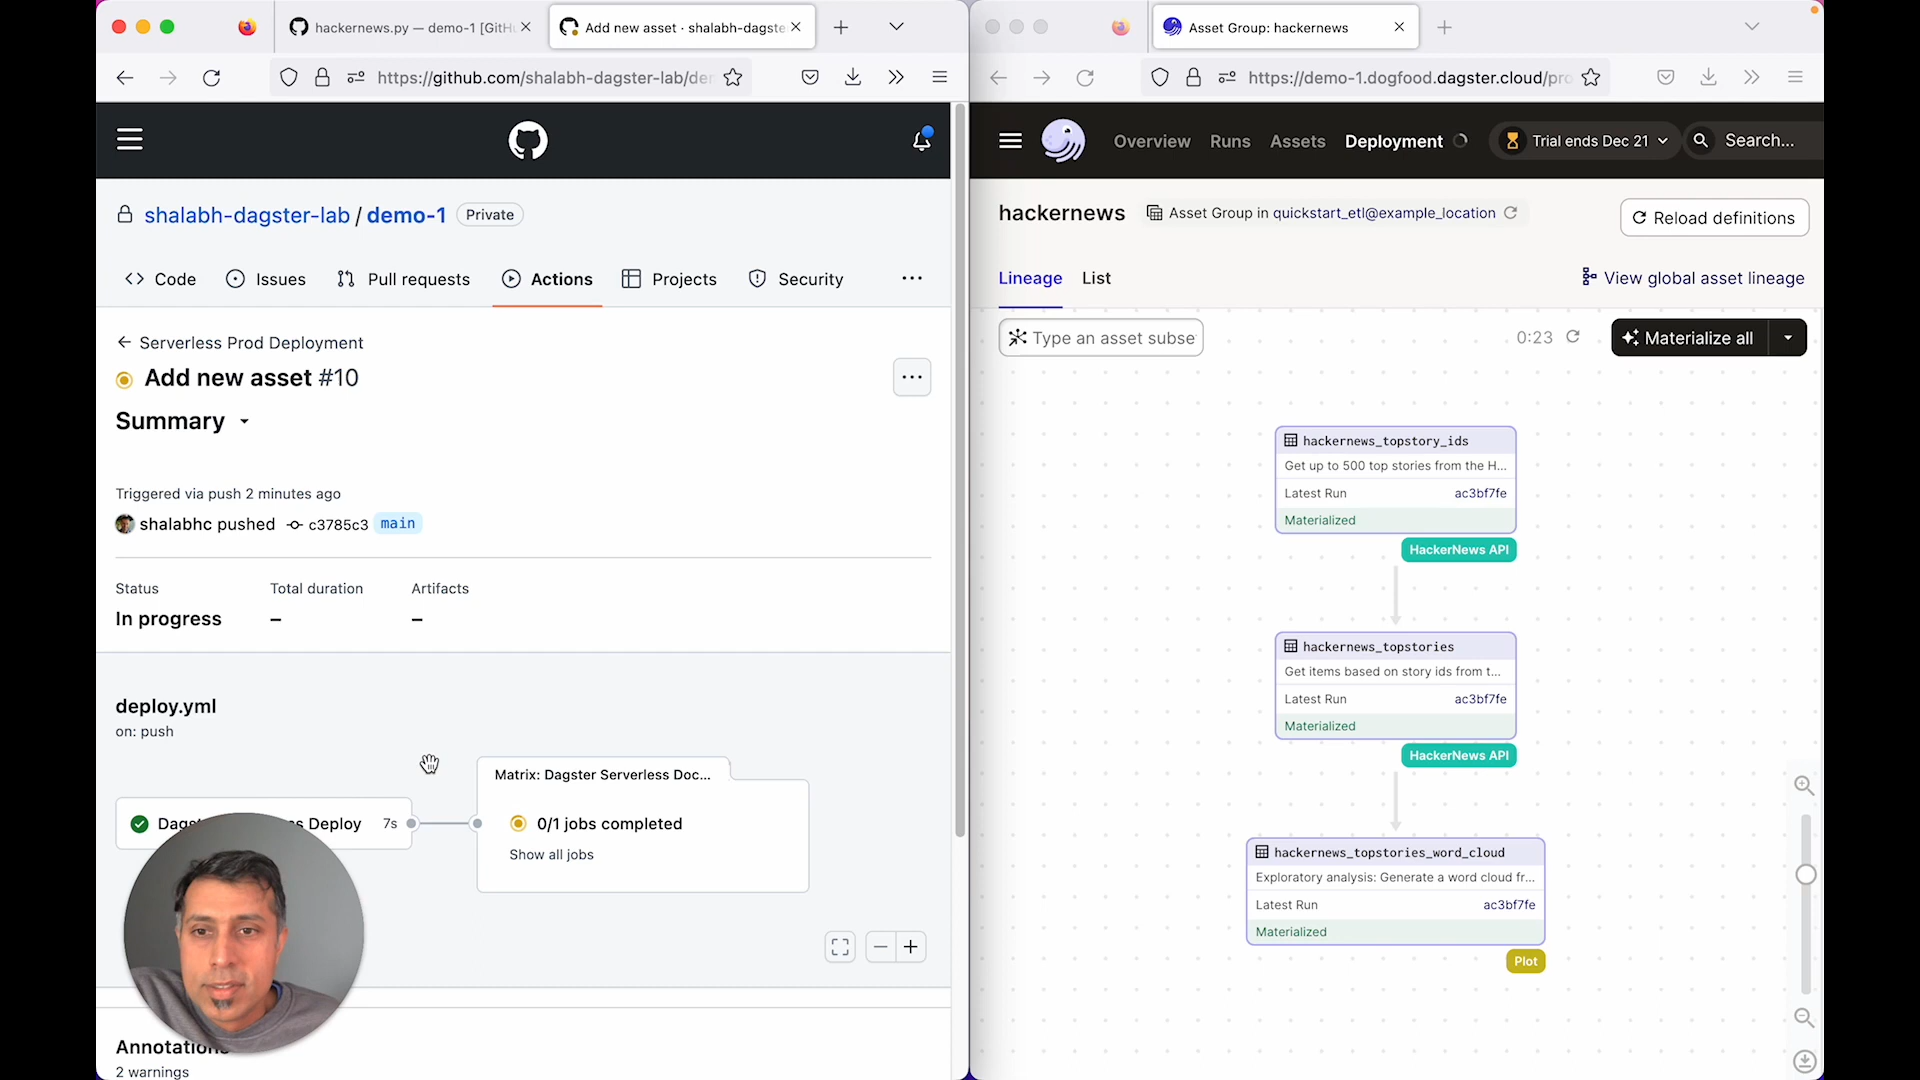 hackernews.py — demo-1 [GitHu
Add new asset · shalabh-dagste
https://github.com/shalabh-dagster-lab/der
shalabh-dagster-lab / demo-1 Private
Code Issues Pull requests Actions Projects Security
Serverless Prod Deployment
Add new asset #10
Summary
Triggered via push 2 minutes ago
shalabhc pushed c3785c3 main
Status Total duration Artifacts
In progress – –
deploy.yml
on: push
Matrix: Dagster Serverless Doc...
Deploy 7s
0/1 jobs completed
Show all jobs
2 warnings
Asset Group: hackernews
https://demo-1.dogfood.dagster.cloud/pro
Overview Runs Assets Deployment Trial ends Dec 21 Search...
hackernews Asset Group in quickstart_etl@example_location Reload definitions
Lineage List View global asset lineage
Type an asset subse 0:23 Materialize all
hackernews_topstory_ids
Get up to 500 top stories from the H...
Latest Run ac3bf7fe
Materialized
HackerNews API
hackernews_topstories
Get items based on story ids from t...
Latest Run ac3bf7fe
Materialized
HackerNews API
hackernews_topstories_word_cloud
Exploratory analysis: Generate a word cloud fr...
Latest Run ac3bf7fe
Materialized
Plot